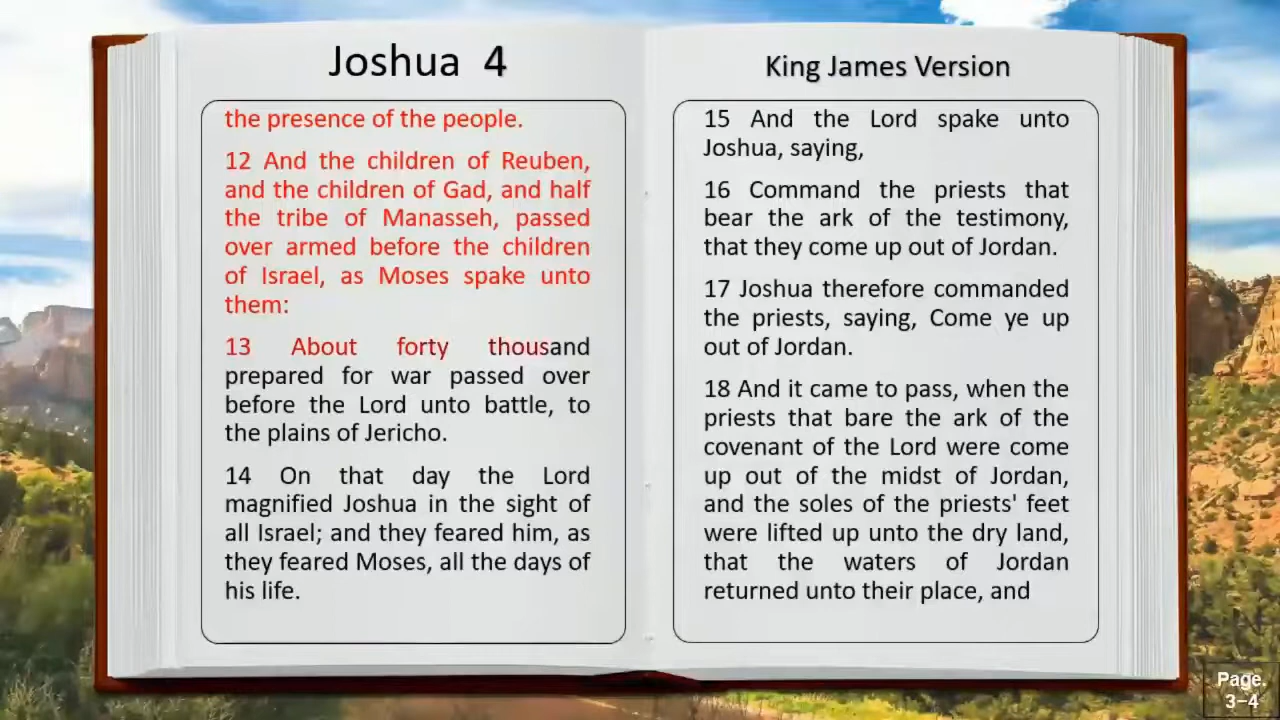 Joshua 4
the presence of the people.
12 And the children of Reuben,
and the children of Gad, and half
the tribe of Manasseh, passed
over armed before the children
of Israel, as Moses spake unto
them:
13 About forty thousand
prepared for war passed over
before the Lord unto battle, to
the plains of Jericho.
14 On that day the Lord
magnified Joshua in the sight of
all Israel; and they feared him, as
they feared Moses, all the days of
his life.
King James Version
15 And the Lord spake unto
Joshua, saying,
16 Command the priests that
bear the ark of the testimony,
that they come up out of Jordan.
17 Joshua therefore commanded
the priests, saying, Come ye up
out of Jordan.
18 And it came to pass, when the
priests that bare the ark of the
covenant of the Lord were come
up out of the midst of Jordan,
and the soles of the priests' feet
were lifted up unto the dry land,
that the waters of Jordan
returned unto their place, and
Page.
3-4